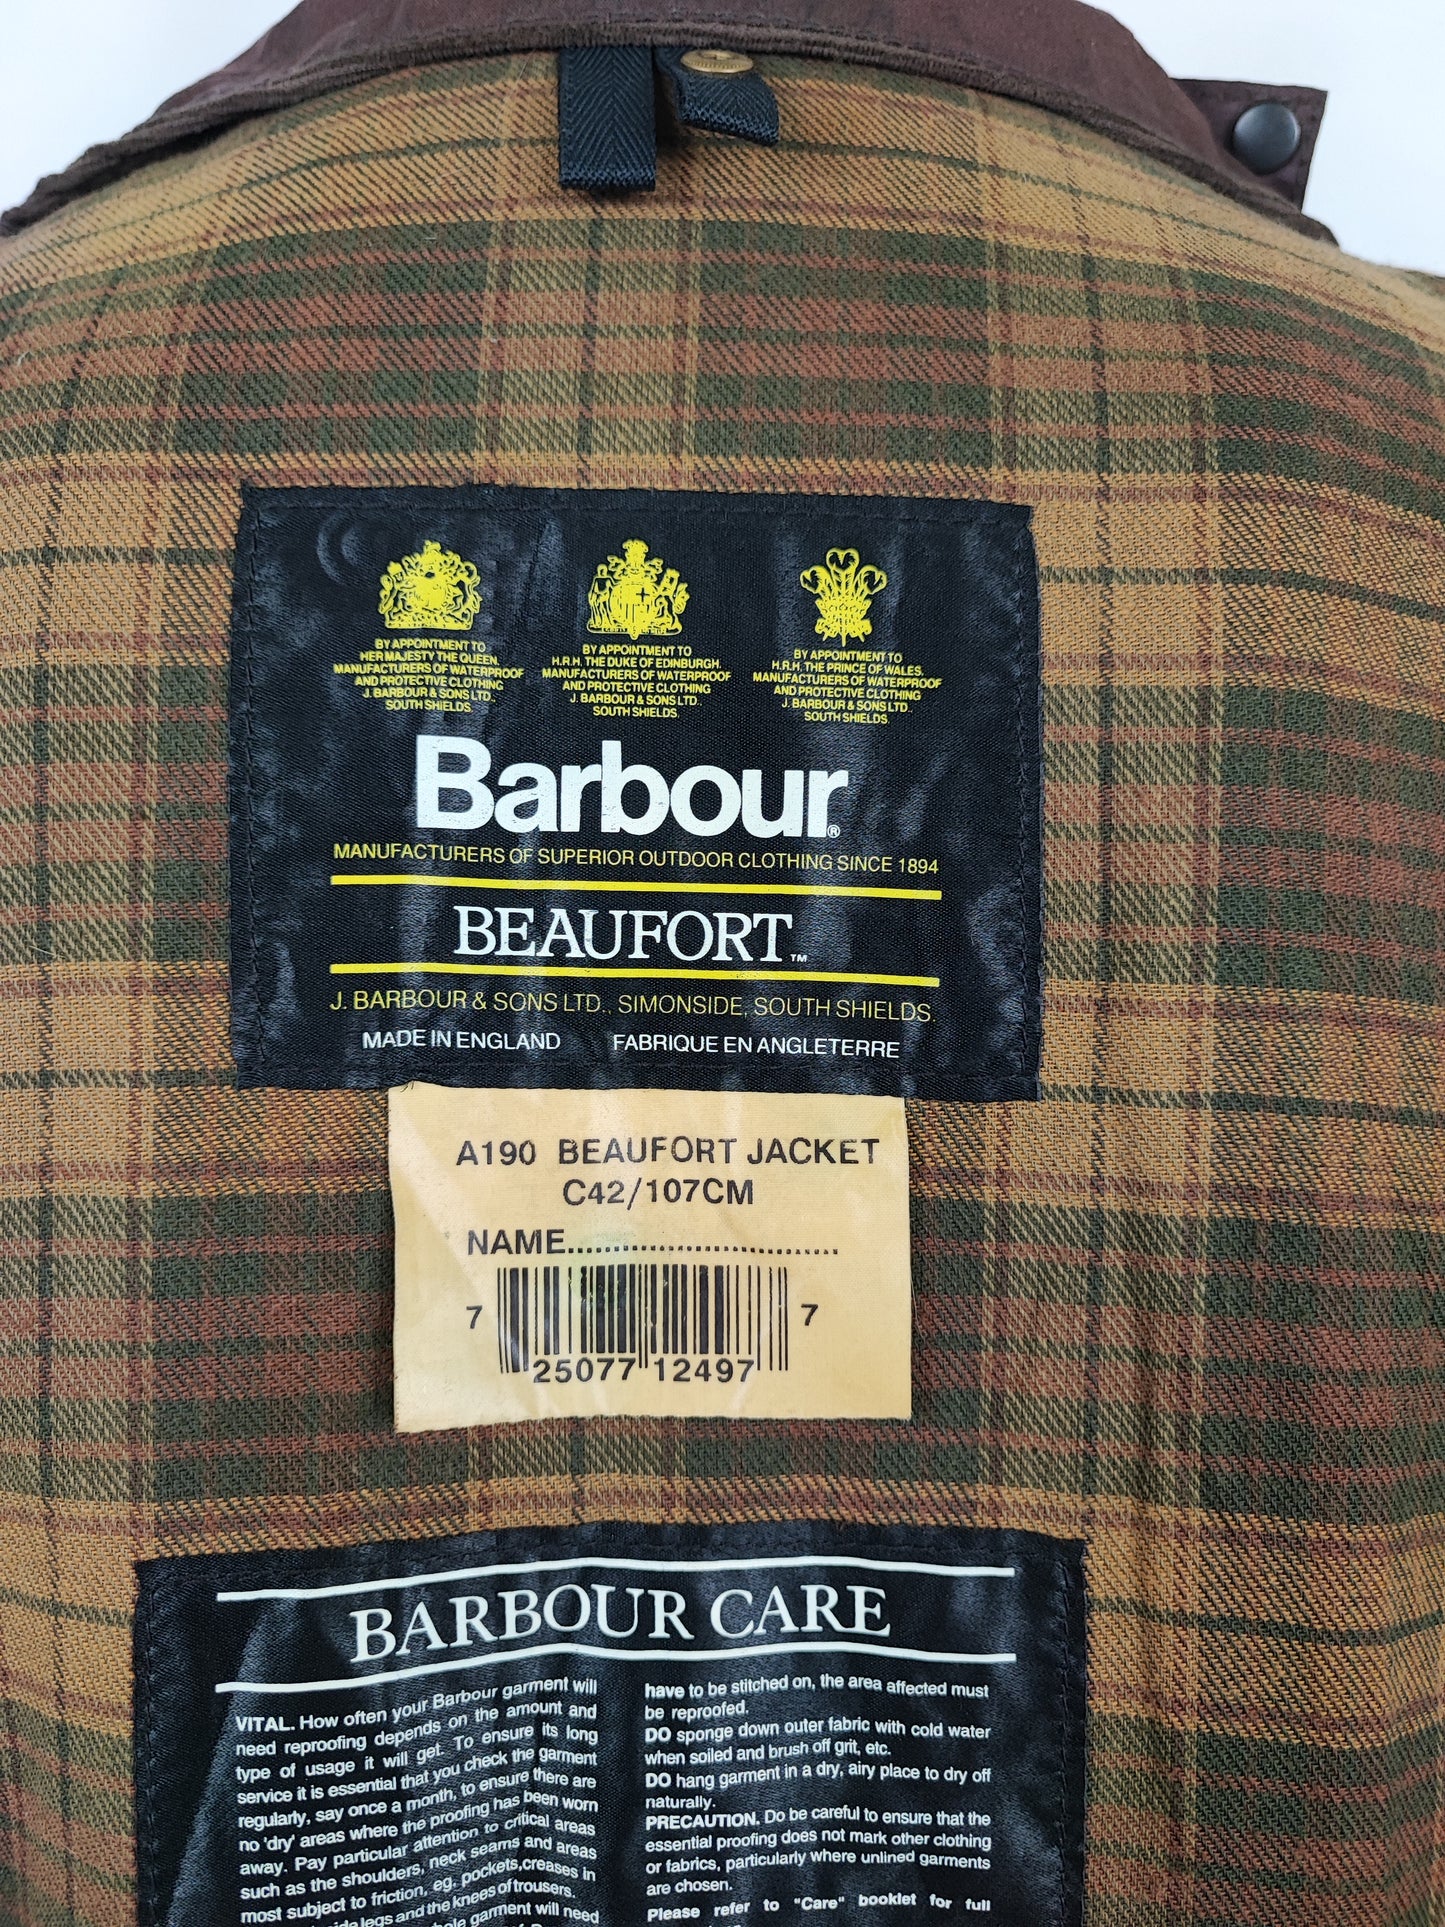 BY APPOINTMENT TO
HER MAJESTY THE QUEEN.
MANUFACTURERS OF WATERPROOF
AND PROTECTIVE CLOTHING
J. BARBOUR & SONS LTD.,
SOUTH SHIELDS.
BY APPOINTMENT TO
H.R.H. THE DUKE OF EDINBURGH.
MANUFACTURERS OF WATERPROOF
AND PROTECTIVE CLOTHING
J. BARBOUR & SONS LTD.
SOUTH SHIELDS.
BY APPOINTMENT TO
H.R.H. THE PRINCE OF WALES.
MANUFACTURERS OF WATERPROOF
AND PROTECTIVE CLOTHING
J. BARBOUR & SONS LTD.,
SOUTH SHIELDS.
Barbour®
MANUFACTURERS OF SUPERIOR OUTDOOR CLOTHING SINCE 1894
BEAUFORT™
J. BARBOUR & SONS LTD., SIMONSIDE, SOUTH SHIELDS.
MADE IN ENGLAND FABRIQUE EN ANGLETERRE
A190 BEAUFORT JACKET
C42/107CM
NAME...............................
7 25077 12497 7
BARBOUR CARE
VITAL. How often your Barbour garment will
need reproofing depends on the amount and
type of usage it will get. To ensure its long
service it is essential that you check the garment
regularly, say once a month, to ensure there are
no 'dry' areas where the proofing has been worn
away. Pay particular attention to critical areas
such as the shoulders, neck seams and areas
most subject to friction, eg. pockets,creases in
legs and the knees of trousers.
garment will need
have to be stitched on, the area affected must
be reproofed.
DO sponge down outer fabric with cold water
when soiled and brush off grit, etc.
DO hang garment in a dry, airy place to dry off
naturally.
PRECAUTION. Do be careful to ensure that the
essential proofing does not mark other clothing
or fabrics, particularly where unlined garments
are chosen.
Please refer to "Care" booklet for full